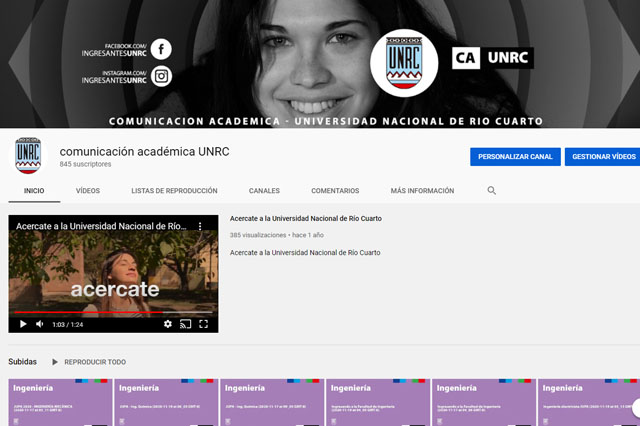 FACEBOOK.COM/
INGRESANTESUNRC
INSTAGRAM.COM/
INGRESANTESUNRC
UNRC
CA UNRC
COMUNICACION ACADEMICA - UNIVERSIDAD NACIONAL DE RIO CUARTO
UNRC
comunicación académica UNRC
845 suscriptores
PERSONALIZAR CANAL
GESTIONAR VÍDEOS
INICIO
VÍDEOS
LISTAS DE REPRODUCCIÓN
CANALES
COMENTARIOS
MÁS INFORMACIÓN
Acercate a la Universidad Nacional de Río...
acercate
1:03 / 1:24
Acercate a la Universidad Nacional de Río Cuarto
385 visualizaciones • hace 1 año
Acercate a la Universidad Nacional de Río Cuarto
Subidas
REPRODUCIR TODO
Ingeniería
Ingeniería
Ingeniería
Ingeniería
Ingeniería